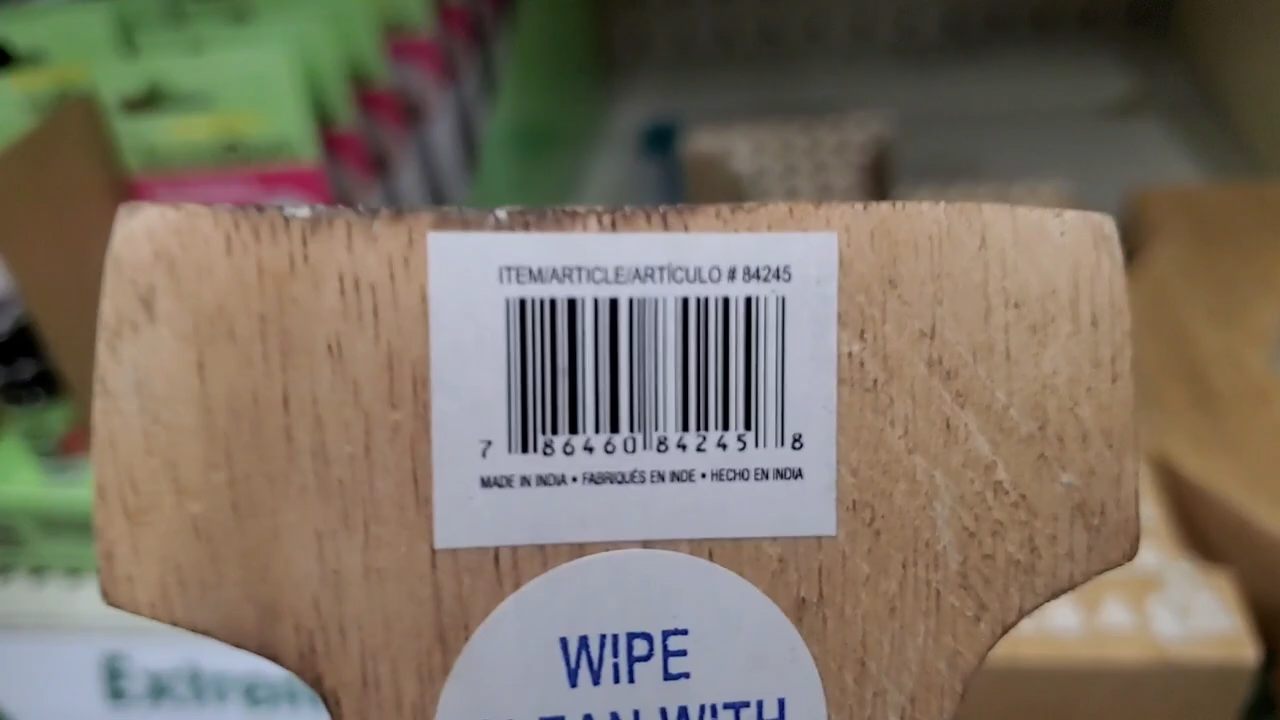 ITEM/ARTICLE/ARTÍCULO # 84245
7 86460 84245 8
MADE IN INDIA • FABRIQUÉS EN INDE • HECHO EN INDIA
WIPE
WITH